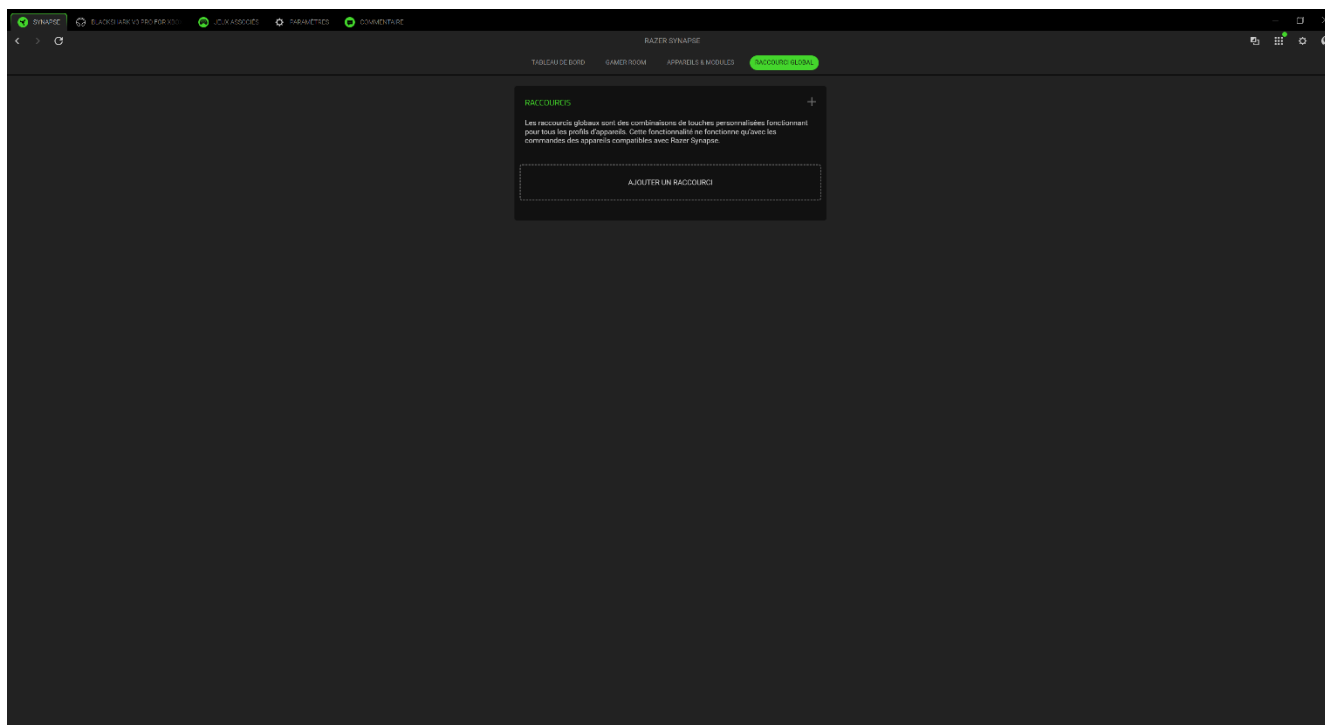 SYNAPSE
BLACKSHARK V3 PRO FOR XBO
JEUX ASSOCIÉS
PARAMÈTRES
COMMENTAIRE
RAZER SYNAPSE
TABLEAU DE BORD
GAMER ROOM
APPAREILS & MODULES
RACCOURCI GLOBAL
RACCOURCIS
Les raccourcis globaux sont des combinaisons de touches personnalisées fonctionnant
pour tous les profils d'appareils. Cette fonctionnalité ne fonctionne qu'avec les
commandes des appareils compatibles avec Razer Synapse.
AJOUTER UN RACCOURCI